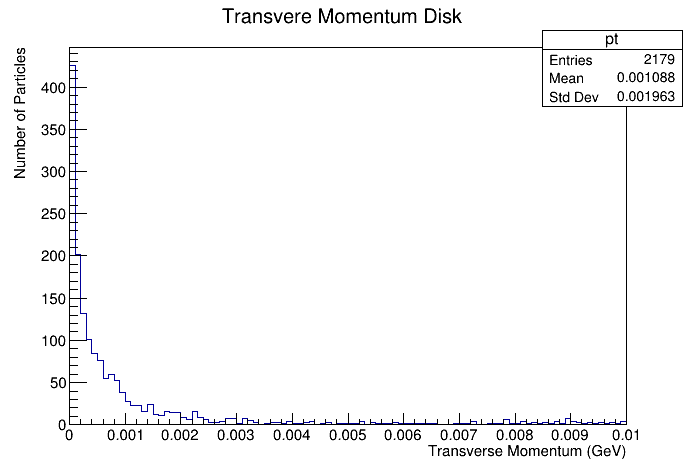 Transvere Momentum Disk
pt
Entries 2179
Mean 0.001088
Std Dev 0.001963
Number of Particles
400
350
300
250
200
150
100
50
0
0 0.001 0.002 0.003 0.004 0.005 0.006 0.007 0.008 0.009 0.01
Transverse Momentum (GeV)